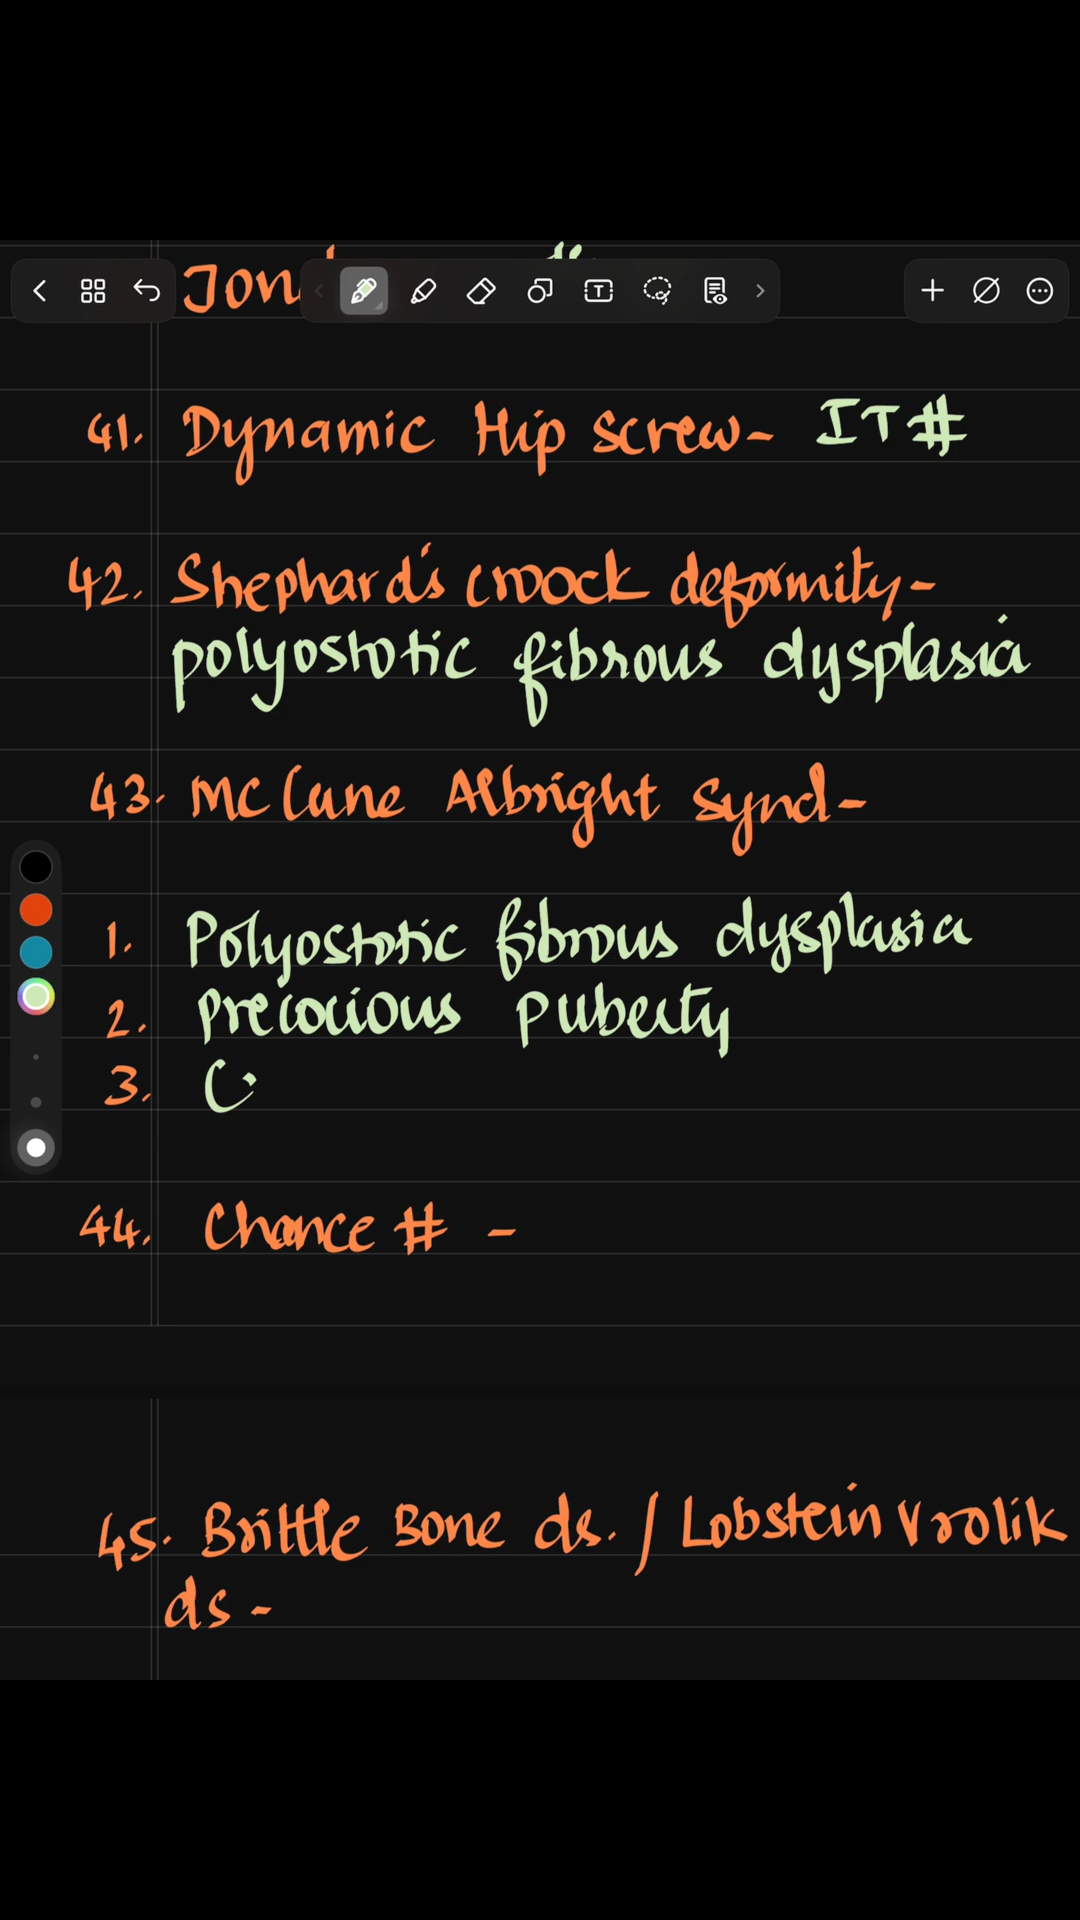 Jon
41. Dynamic Hip screw- IT#
42. Shephard's crook deformity-
polyostotic fibrous dysplasia
43. MC Cune Albright synd-
1. Polyostotic fibrous dysplasia
2. precocious puberty
3. C
44. Chance # -
45. Brittle Bone ds. / Lobstein Vrolik
ds -